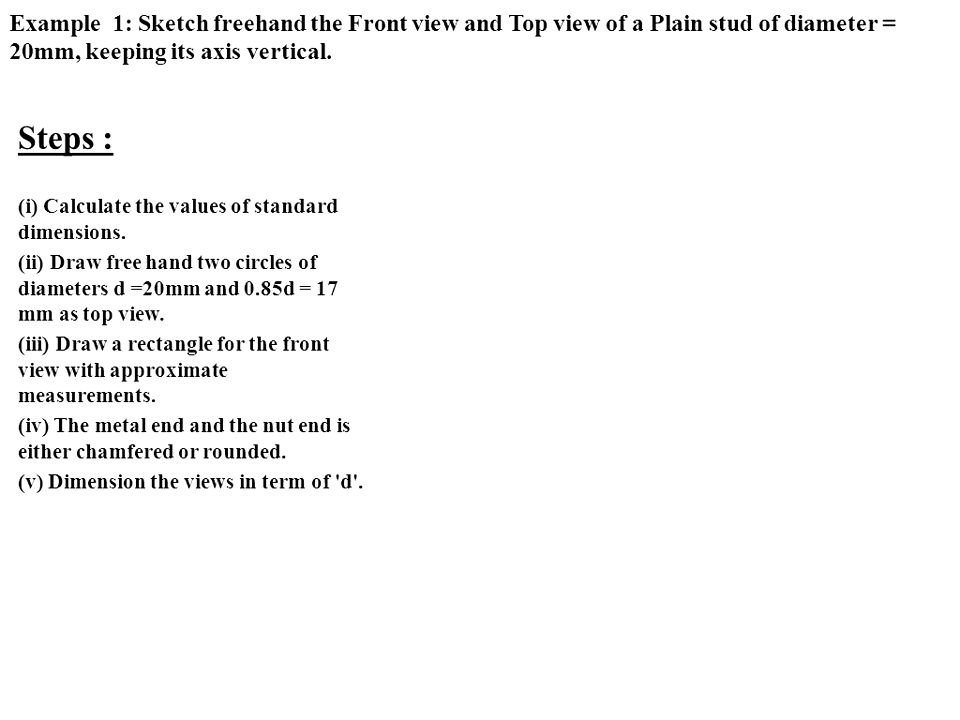 Example 1: Sketch freehand the Front view and Top view of a Plain stud of diameter =
20mm, keeping its axis vertical.
Steps :
(i) Calculate the values of standard
dimensions.
(ii) Draw free hand two circles of
diameters d =20mm and 0.85d = 17
mm as top view.
(iii) Draw a rectangle for the front
view with approximate
measurements.
(iv) The metal end and the nut end is
either chamfered or rounded.
(v) Dimension the views in term of 'd'.